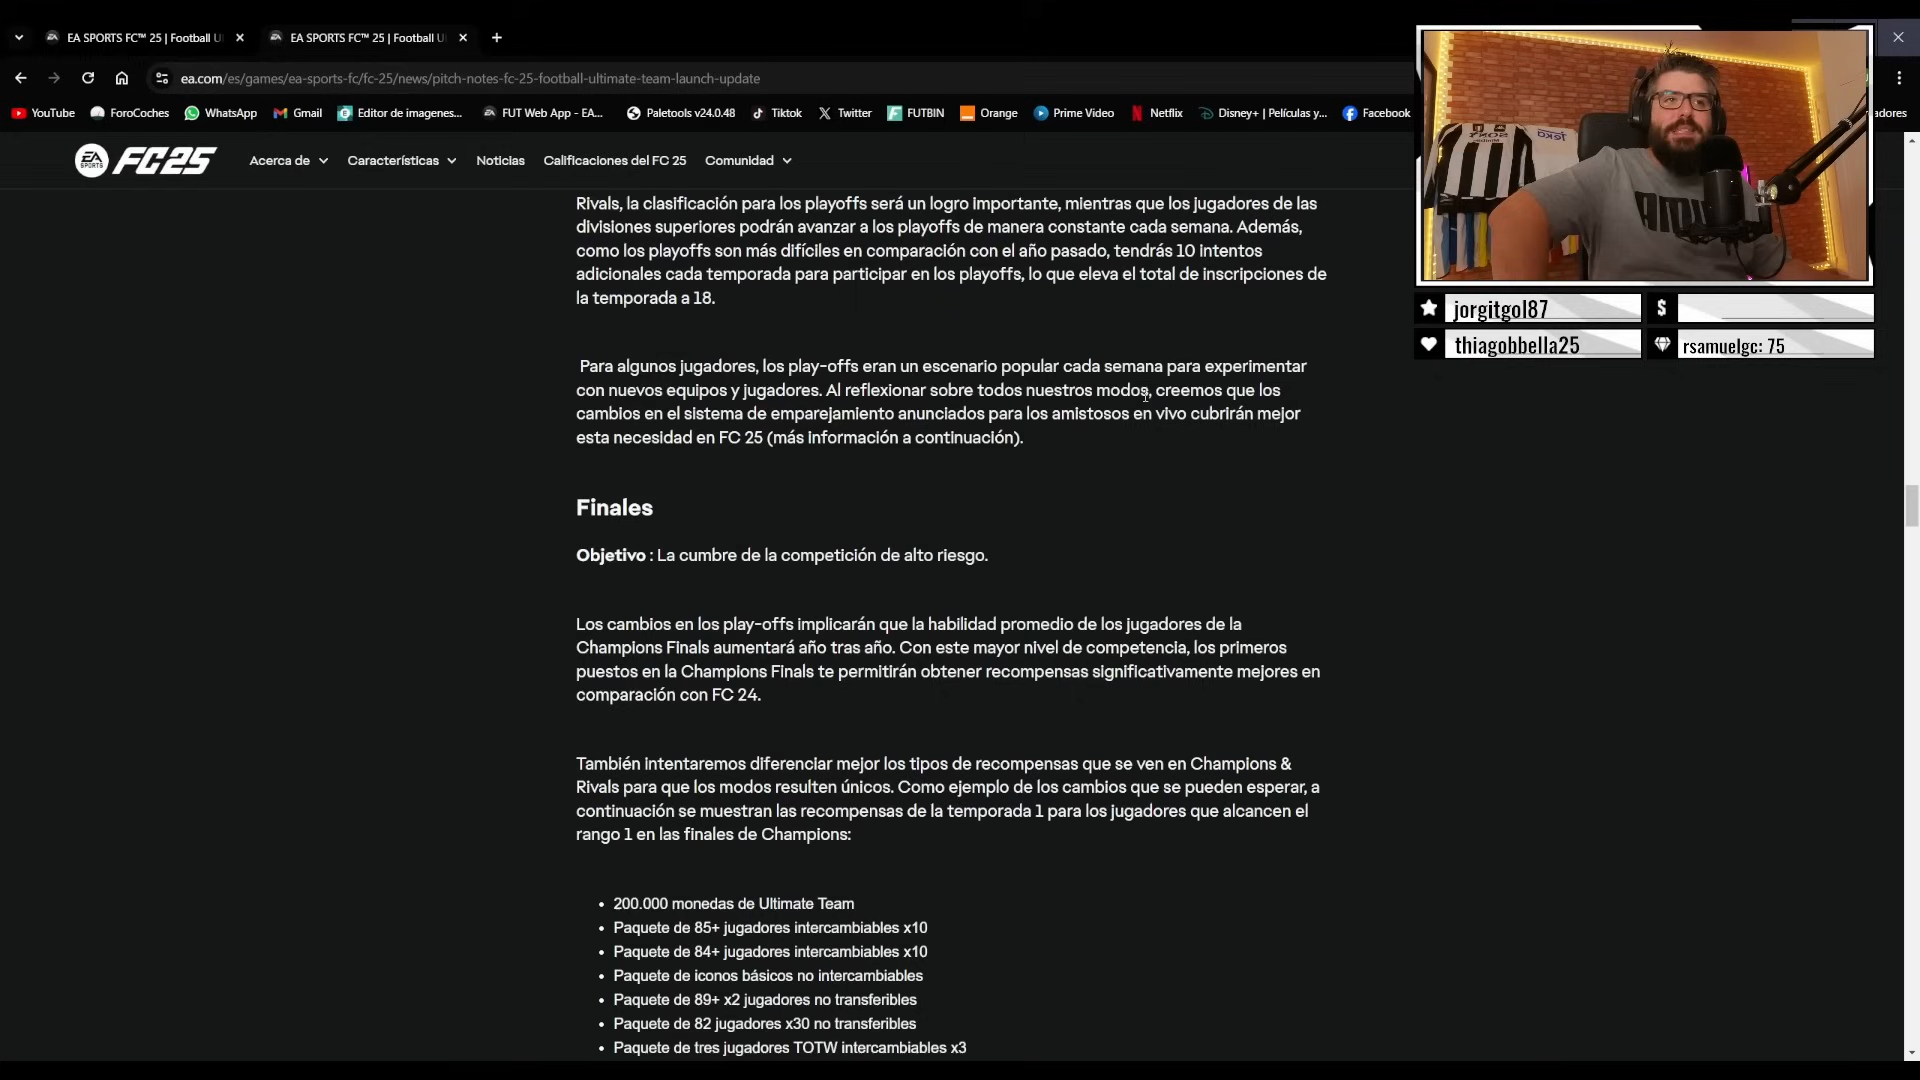 EA SPORTS FC™ 25 | Football U
EA SPORTS FC™ 25 | Football U
ea.com/es/games/ea-sports-fc/fc-25/news/pitch-notes-fc-25-football-ultimate-team-launch-update
YouTube
ForoCoches
WhatsApp
Gmail
Editor de imagenes...
FUT Web App - EA...
Paletools v24.0.48
Tiktok
Twitter
FUTBIN
Orange
Prime Video
Netflix
Disney+ | Películas y...
Facebook
adores
EA SPORTS FC25
Acerca de
Características
Noticias
Calificaciones del FC 25
Comunidad
Rivals, la clasificación para los playoffs será un logro importante, mientras que los jugadores de las
divisiones superiores podrán avanzar a los playoffs de manera constante cada semana. Además,
como los playoffs son más difíciles en comparación con el año pasado, tendrás 10 intentos
adicionales cada temporada para participar en los playoffs, lo que eleva el total de inscripciones de
la temporada a 18.
Para algunos jugadores, los play-offs eran un escenario popular cada semana para experimentar
con nuevos equipos y jugadores. Al reflexionar sobre todos nuestros modos, creemos que los
cambios en el sistema de emparejamiento anunciados para los amistosos en vivo cubrirán mejor
esta necesidad en FC 25 (más información a continuación).
Finales
Objetivo : La cumbre de la competición de alto riesgo.
Los cambios en los play-offs implicarán que la habilidad promedio de los jugadores de la
Champions Finals aumentará año tras año. Con este mayor nivel de competencia, los primeros
puestos en la Champions Finals te permitirán obtener recompensas significativamente mejores en
comparación con FC 24.
También intentaremos diferenciar mejor los tipos de recompensas que se ven en Champions &
Rivals para que los modos resulten únicos. Como ejemplo de los cambios que se pueden esperar, a
continuación se muestran las recompensas de la temporada 1 para los jugadores que alcancen el
rango 1 en las finales de Champions:
• 200.000 monedas de Ultimate Team
• Paquete de 85+ jugadores intercambiables x10
• Paquete de 84+ jugadores intercambiables x10
• Paquete de iconos básicos no intercambiables
• Paquete de 89+ x2 jugadores no transferibles
• Paquete de 82 jugadores x30 no transferibles
• Paquete de tres jugadores TOTW intercambiables x3
jorgitgol87
$
thiagobbella25
rsamuelgc: 75